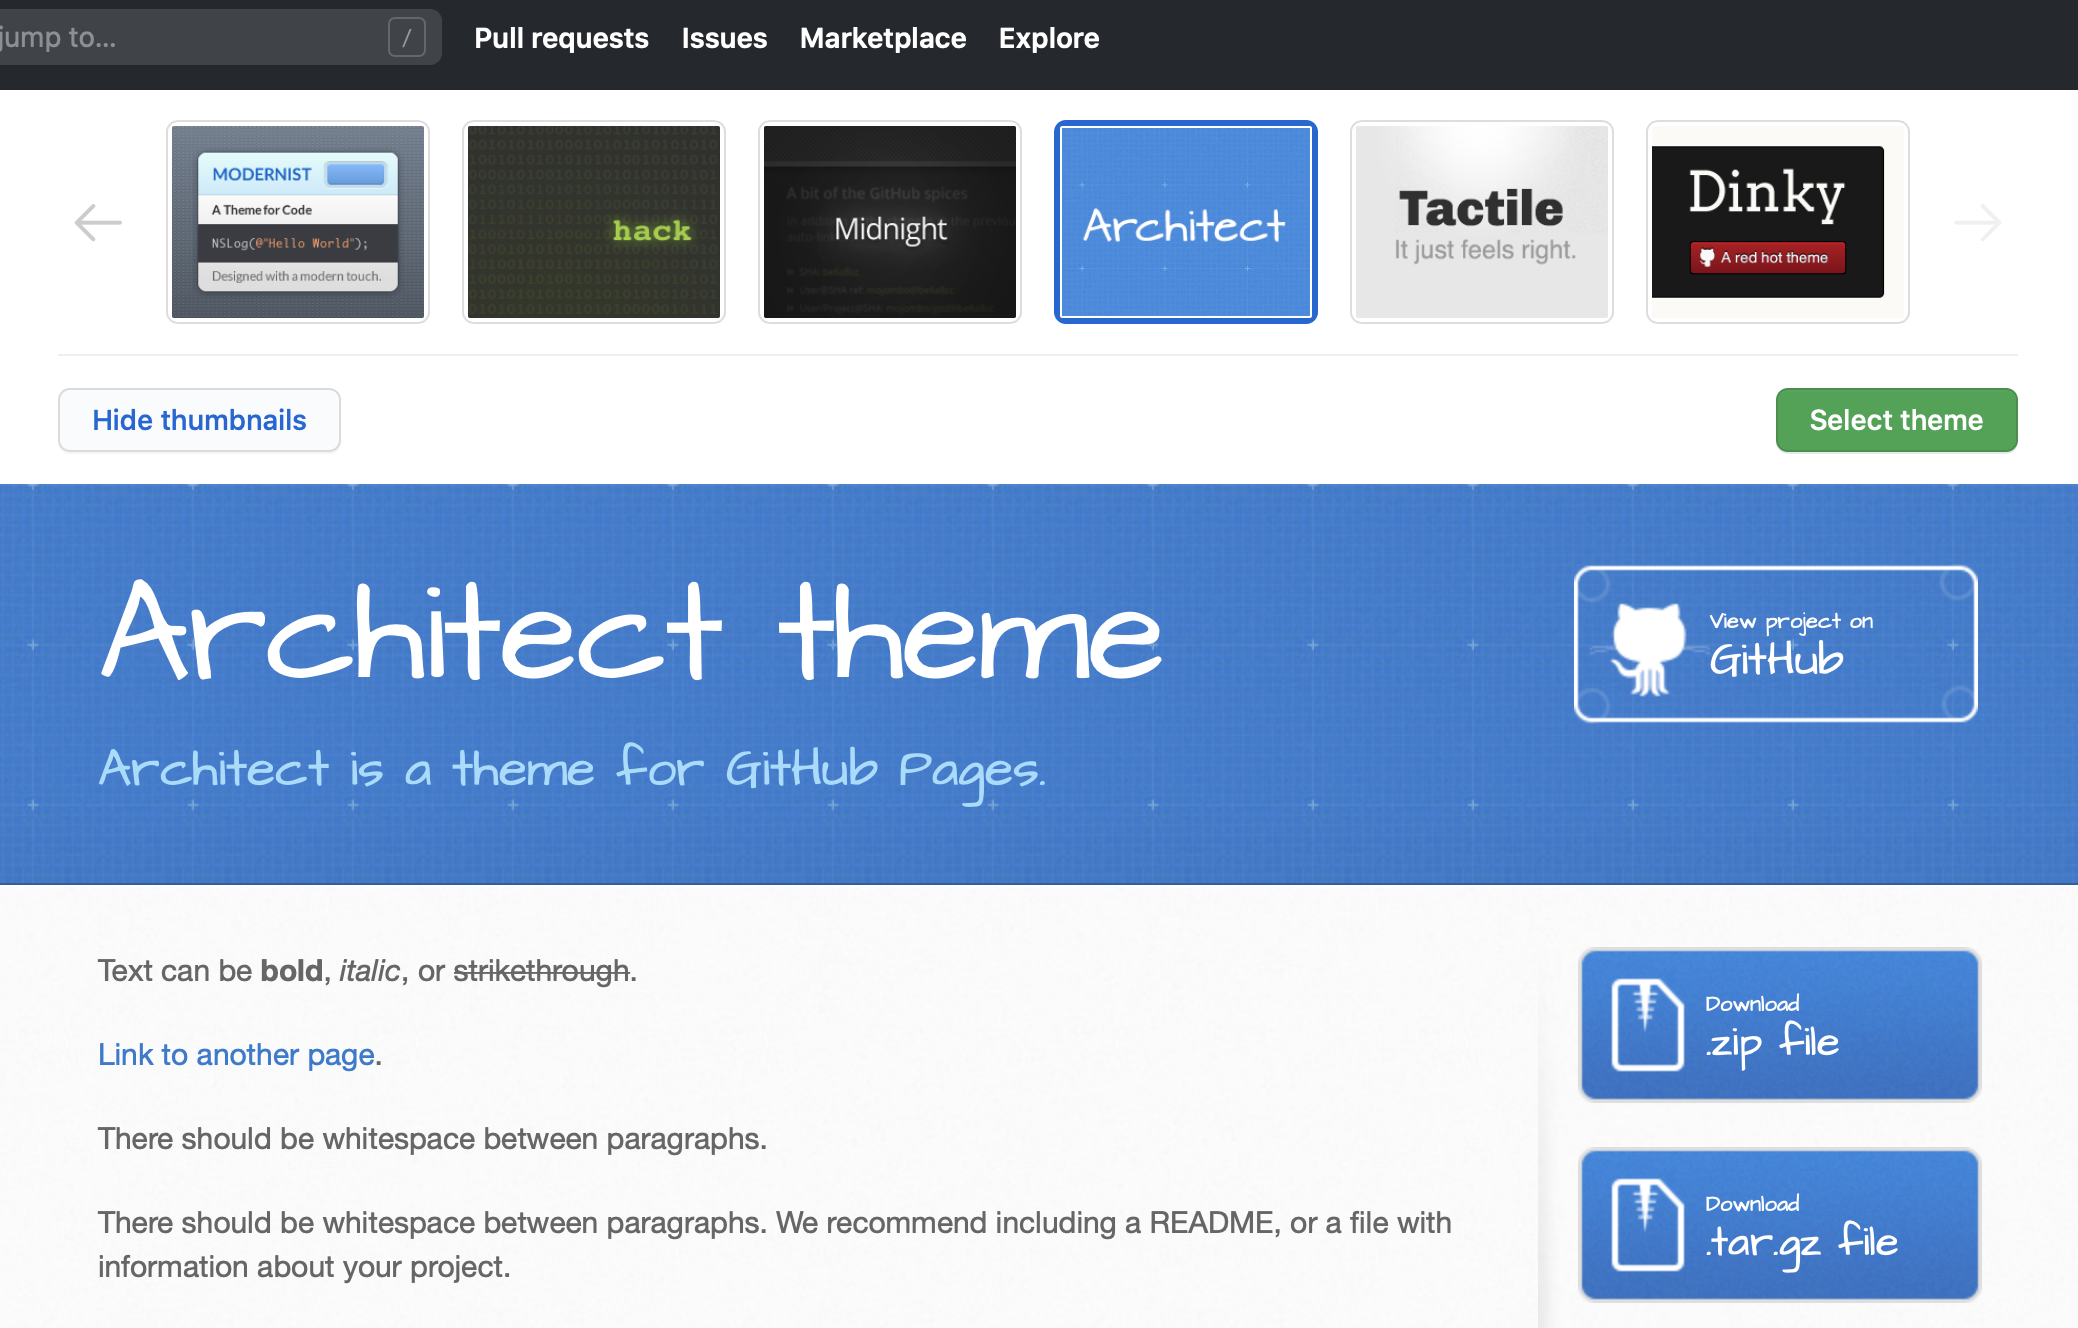 jump to...
/
Pull requests
Issues
Marketplace
Explore
MODERNIST
A Theme for Code
NSLog(@"Hello World");
Designed with a modern touch.
hack
A bit of the GitHub spices
Midnight
Architect
Tactile
It just feels right.
Dinky
A red hot theme
Hide thumbnails
Select theme
Architect theme
Architect is a theme for GitHub Pages.
View project on
GitHub
Text can be bold, italic, or strikethrough.
Link to another page.
There should be whitespace between paragraphs.
There should be whitespace between paragraphs. We recommend including a README, or a file with
information about your project.
Download
.zip file
Download
.tar.gz file